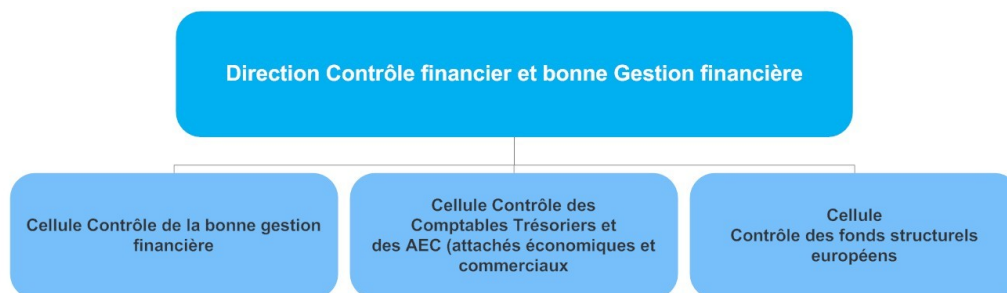 Direction Contrôle financier et bonne Gestion financière
Cellule Contrôle de la bonne gestion
financière
Cellule Contrôle des
Comptables Trésoriers et
des AEC (attachés économiques et
commerciaux
Cellule
Contrôle des fonds structurels
européens